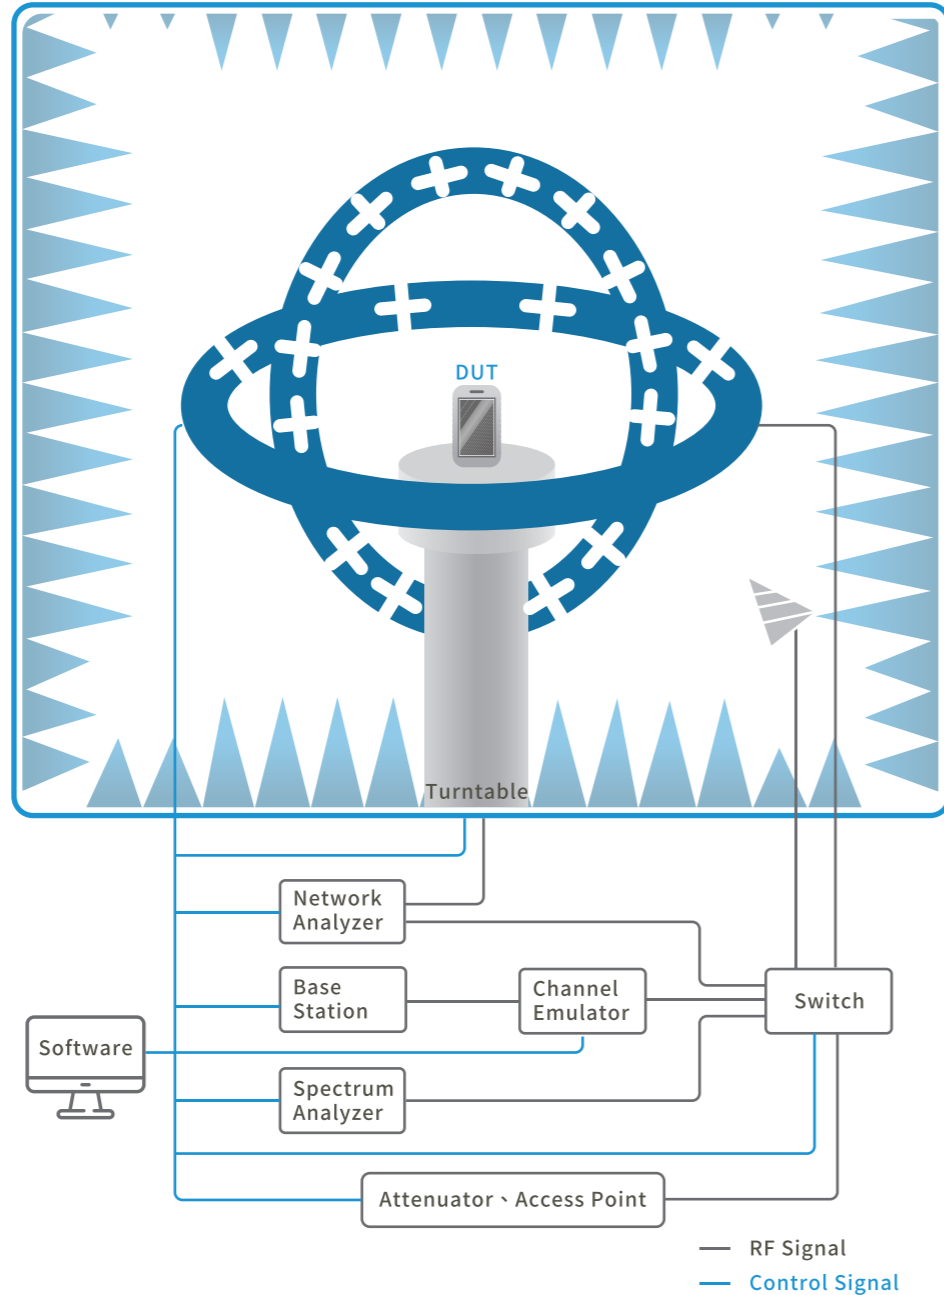 DUT
Turntable
Network
Analyzer
Base
Station
Channel
Emulator
Switch
Software
Spectrum
Analyzer
Attenuator、Access Point
RF Signal
Control Signal